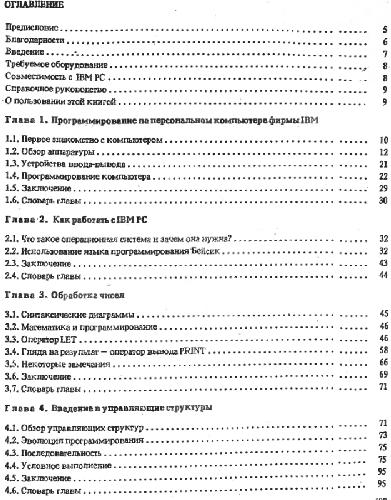 ОГЛАВЛЕНИЕ
Предисловие 5
Благодарности 6
Введение 7
Требуемое оборудование 8
Совместимость с IBM PC 8
Справочное руководство 9
О пользовании этой книгой 9
Глава 1. Программирование на персональном компьютере фирмы IBM
1.1. Первое знакомство с компьютером 10
1.2. Обзор аппаратуры 12
1.3. Устройства ввода-вывода 21
1.4. Программирование компьютера 22
1.5. Заключение 29
1.6. Словарь главы 30
Глава 2. Как работать с IBM PC
2.1. Что такое операционная система и зачем она нужна? 32
2.2. Использование языка программирования Бейсик 32
2.3. Заключение 43
2.4. Словарь главы 44
Глава 3. Обработка чисел
3.1. Синтаксические диаграммы 45
3.2. Математика и программирование 46
3.3. Оператор LET 46
3.4. Глядя на результат — оператор вывода PRINT 58
3.5. Некоторые замечания 66
3.6. Заключение 69
3.7. Словарь главы 71
Глава 4. Введение в управляющие структуры
4.1. Обзор управляющих структур 71
4.2. Эволюция программирования 73
4.3. Последовательность 75
4.4. Условное выполнение 75
4.5. Заключение 95
4.6. Словарь главы 95